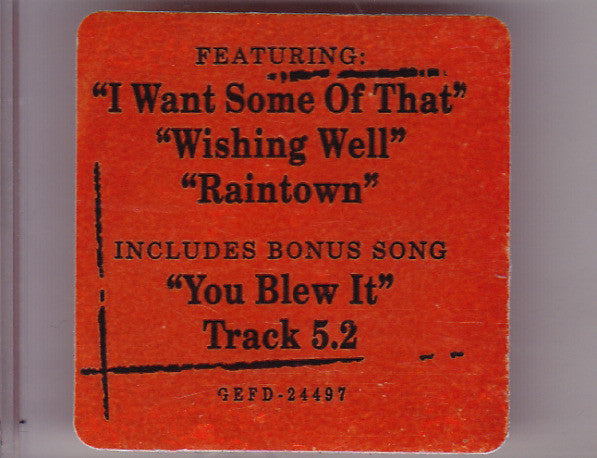 FEATURING:
“I Want Some Of That”
“Wishing Well”
“Raintown”
INCLUDES BONUS SONG
“You Blew It”
Track 5.2
GEFD-24497